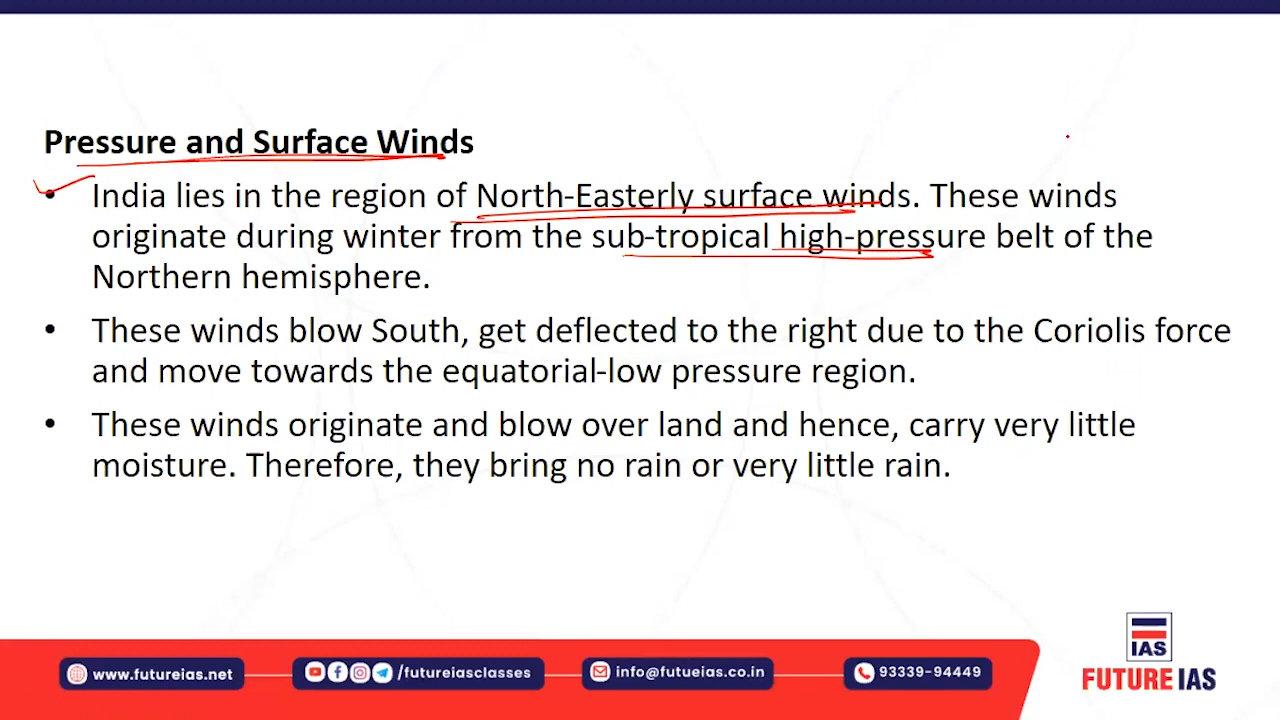 Pressure and Surface Winds
• India lies in the region of North-Easterly surface winds. These winds
originate during winter from the sub-tropical high-pressure belt of the
Northern hemisphere.
• These winds blow South, get deflected to the right due to the Coriolis force
and move towards the equatorial-low pressure region.
• These winds originate and blow over land and hence, carry very little
moisture. Therefore, they bring no rain or very little rain.
www.futureias.net
/futureiasclasses
info@futueias.co.in
93339-94449
IAS
FUTURE IAS